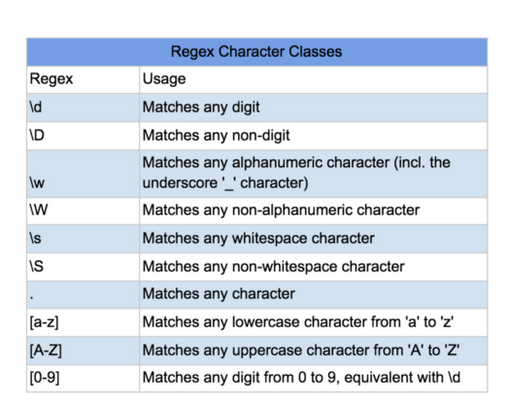 Regex Character Classes
Regex Usage
\d Matches any digit
\D Matches any non-digit
Matches any alphanumeric character (incl. the
\w underscore '_' character)
\W Matches any non-alphanumeric character
\s Matches any whitespace character
\S Matches any non-whitespace character
. Matches any character
[a-z] Matches any lowercase character from 'a' to 'z'
[A-Z] Matches any uppercase character from 'A' to 'Z'
[0-9] Matches any digit from 0 to 9, equivalent with \d